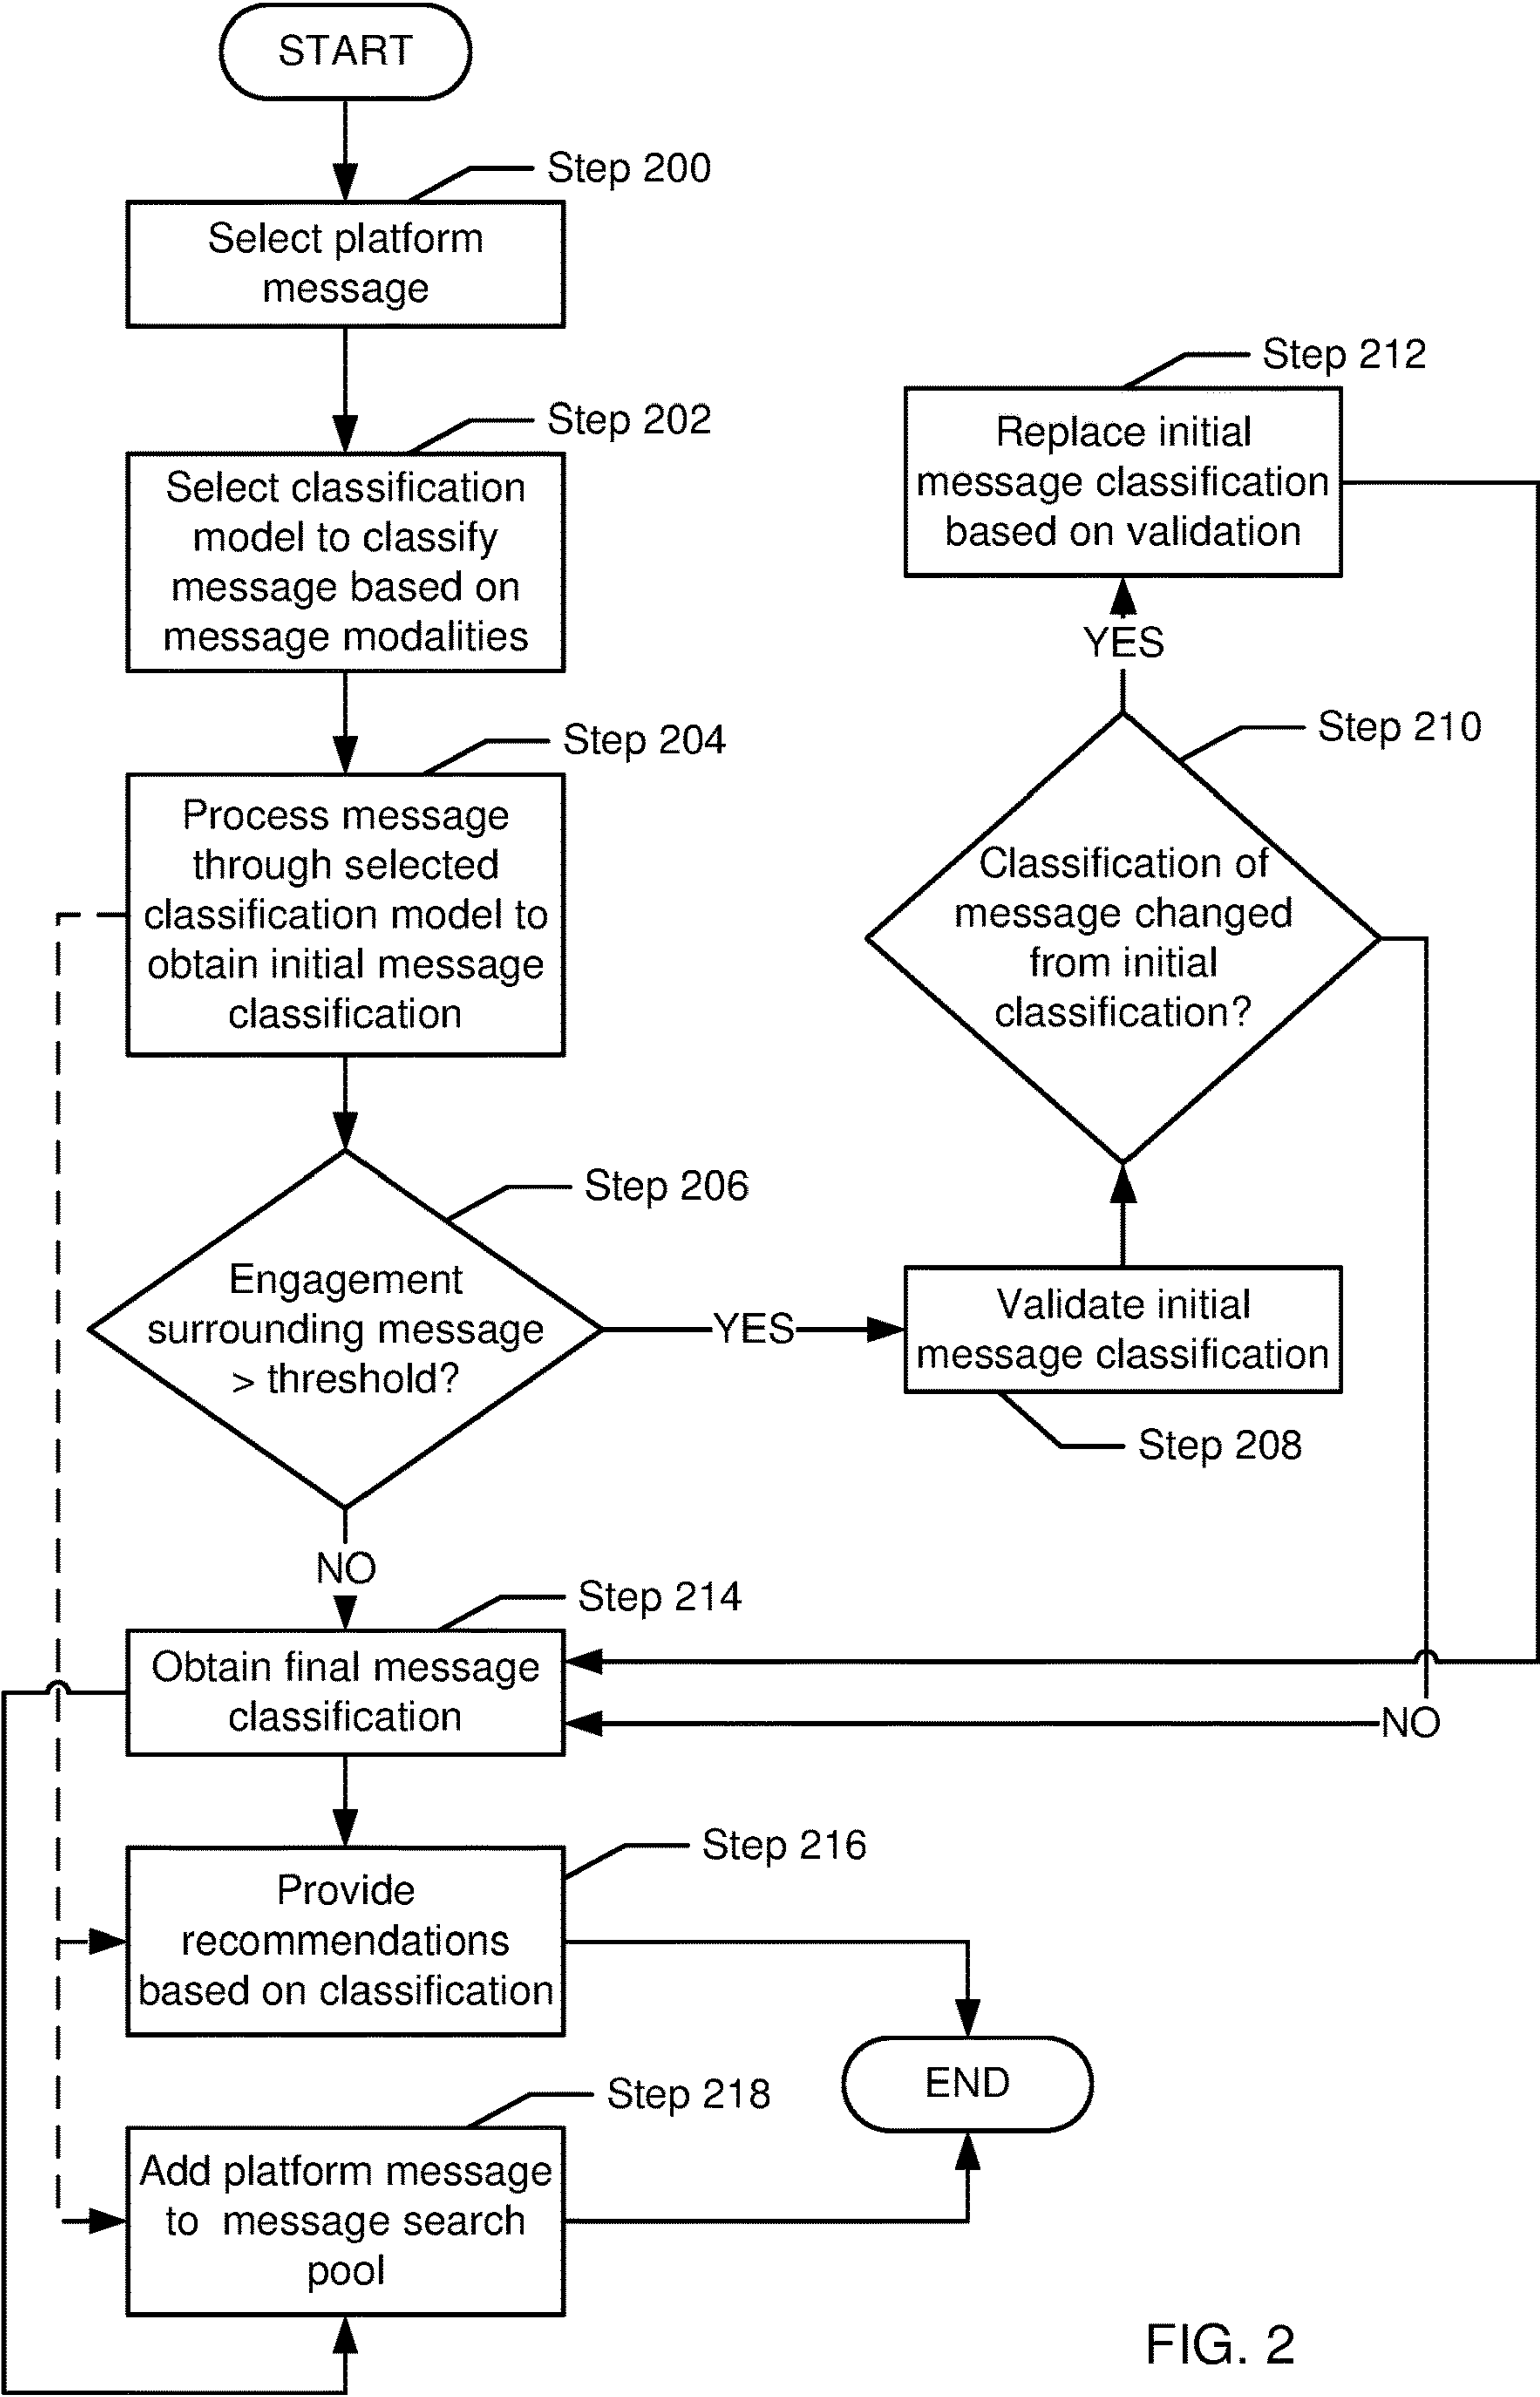 START
Step 200
Select platform
message
Step 202
Select classification
model to classify
message based on
message modalities
Step 204
Process message
through selected
classification model to
obtain initial message
classification
Step 206
Engagement
surrounding message
> threshold?
YES
Validate initial
message classification
Step 208
Step 210
Classification of
message changed
from initial
classification?
YES
Step 212
Replace initial
message classification
based on validation
NO
NO
Step 214
Obtain final message
classification
Step 216
Provide
recommendations
based on classification
Step 218
Add platform message
to message search
pool
END
FIG. 2